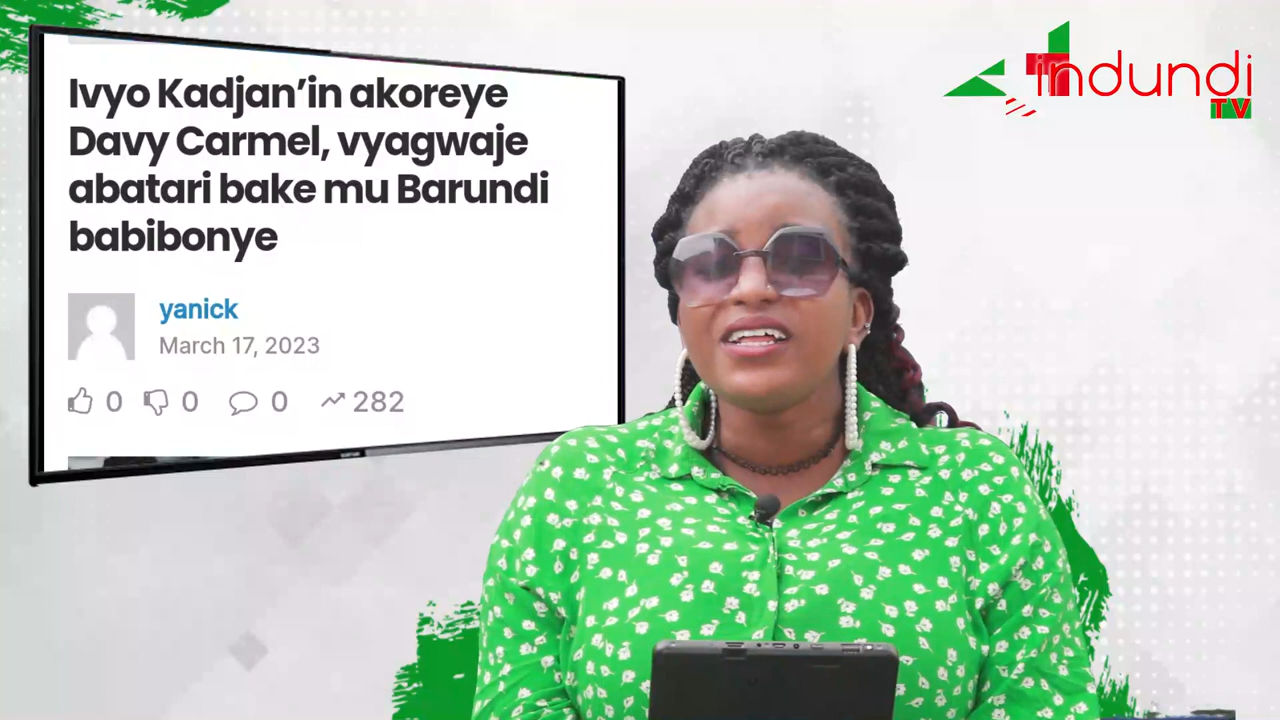 Ivyo Kadjan’in akoreye
Davy Carmel, vyagwaje
abatari bake mu Barundi
babibonye
yanick
March 17, 2023
0 0 0 282
indundi
TV